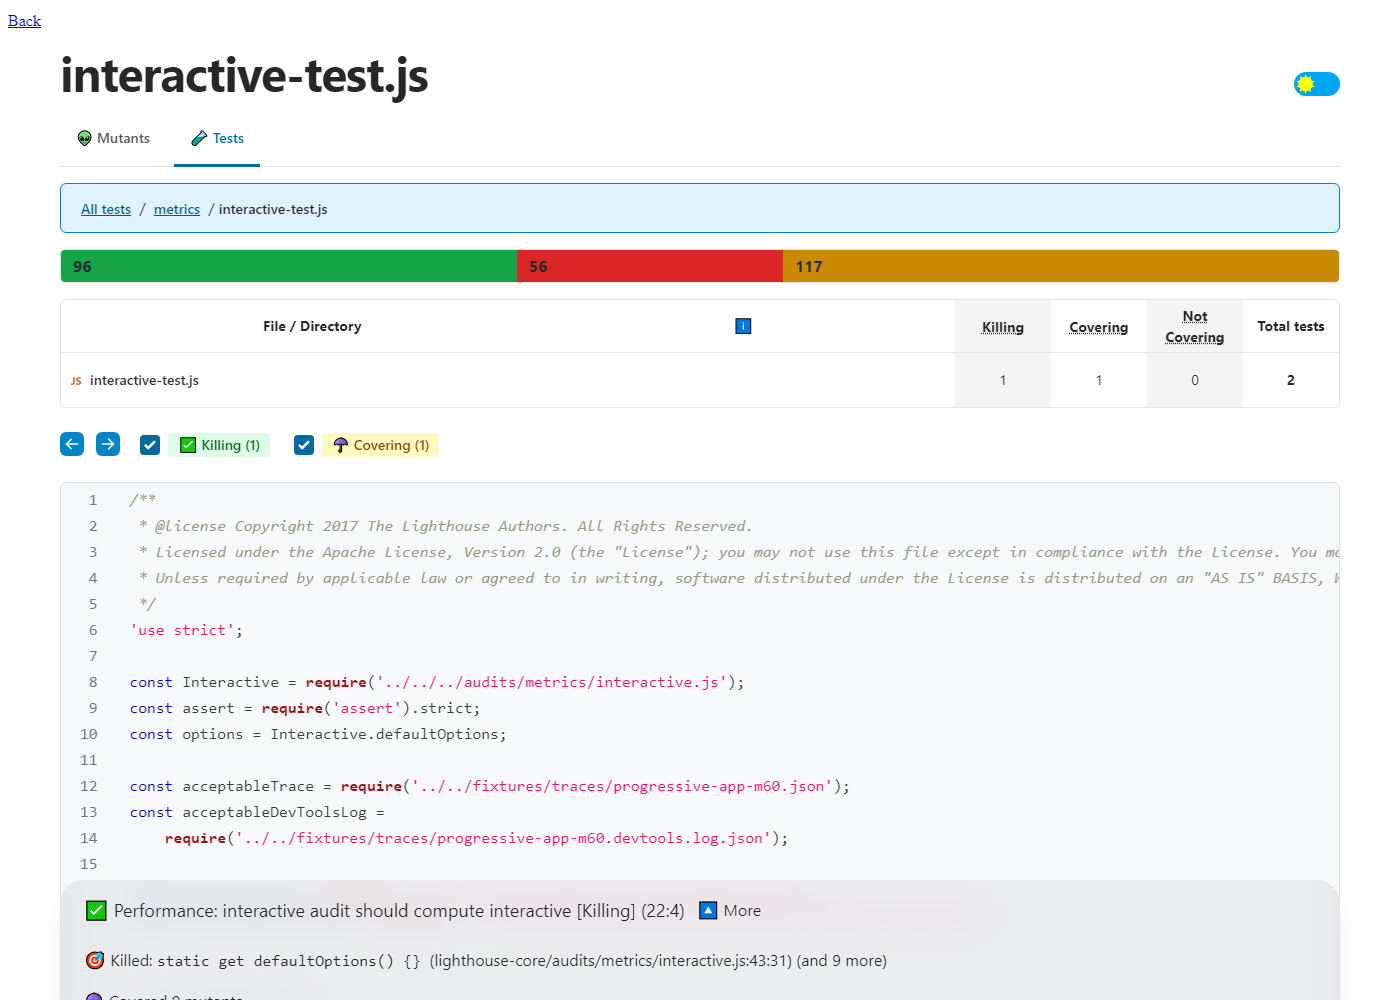 Back
interactive-test.js
Mutants
Tests
All tests / metrics / interactive-test.js
96 56 117
File / Directory Killing Covering Not Covering Total tests
JS interactive-test.js 1 1 0 2
Killing (1) Covering (1)
1 /**
2 * @license Copyright 2017 The Lighthouse Authors. All Rights Reserved.
3 * Licensed under the Apache License, Version 2.0 (the "License"); you may not use this file except in compliance with the License. You
4 * Unless required by applicable law or agreed to in writing, software distributed under the License is distributed on an "AS IS" BASIS,
5 */
6 'use strict';
7
8 const Interactive = require('../../../audits/metrics/interactive.js');
9 const assert = require('assert').strict;
10 const options = Interactive.defaultOptions;
11
12 const acceptableTrace = require('../../fixtures/traces/progressive-app-m60.json');
13 const acceptableDevToolsLog =
14 require('../../fixtures/traces/progressive-app-m60.devtools.log.json');
15
Performance: interactive audit should compute interactive [Killing] (22:4) More
Killed: static get defaultOptions() {} (lighthouse-core/audits/metrics/interactive.js:43:31) (and 9 more)